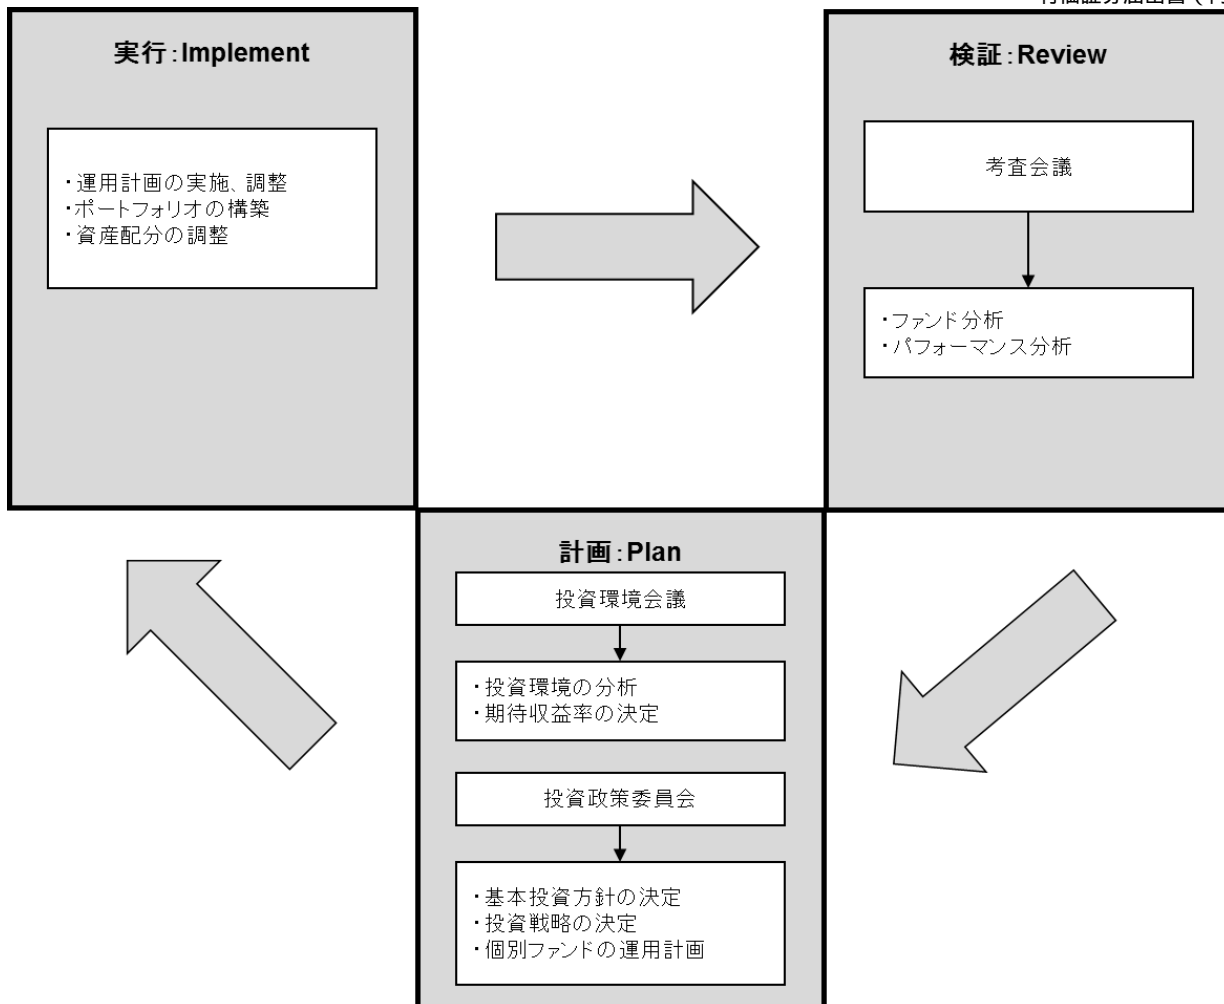 実行:Implement
・運用計画の実施、調整
・ポートフォリオの構築
・資産配分の調整
検証:Review
考査会議
・ファンド分析
・パフォーマンス分析
計画:Plan
投資環境会議
・投資環境の分析
・期待収益率の決定
投資政策委員会
・基本投資方針の決定
・投資戦略の決定
・個別ファンドの運用計画